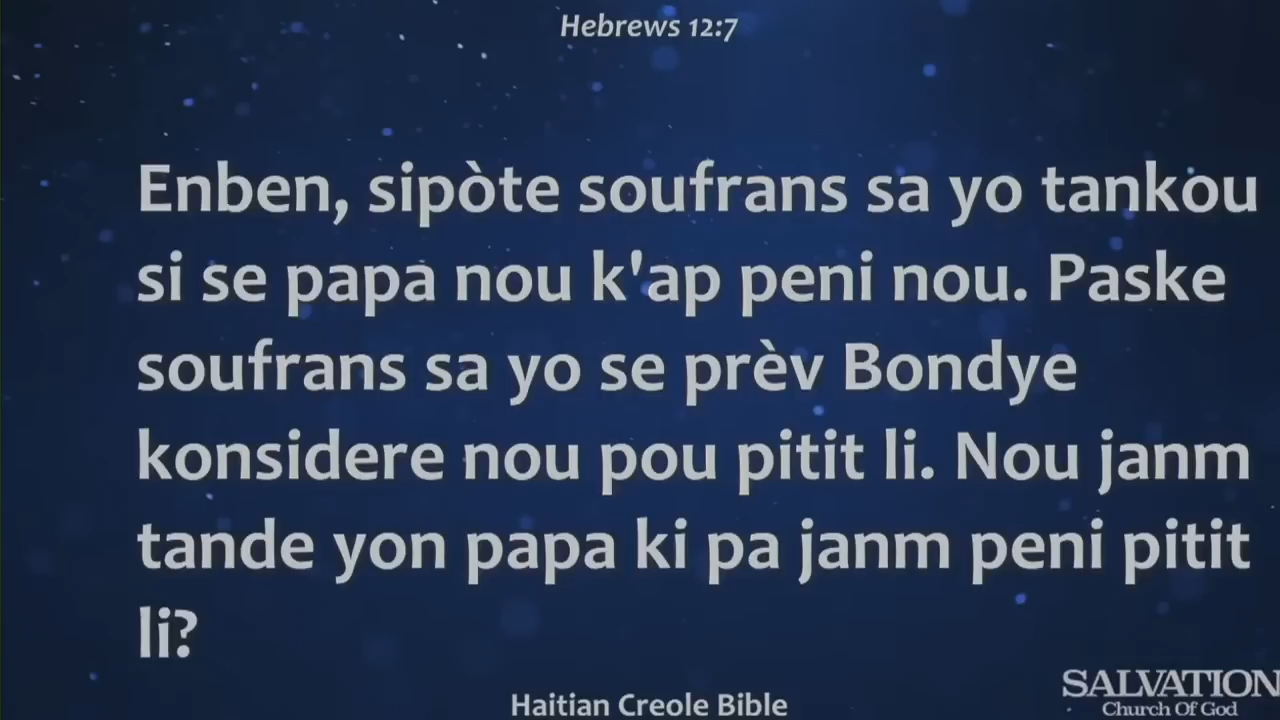 Hebrews 12:7
Enben, sipòte soufrans sa yo tankou
si se papa nou k'ap peni nou. Paske
soufrans sa yo se prèv Bondye
konsidere nou pou pitit li. Nou janm
tande yon papa ki pa janm peni pitit
li?
Haitian Creole Bible
SALVATION
Church Of God